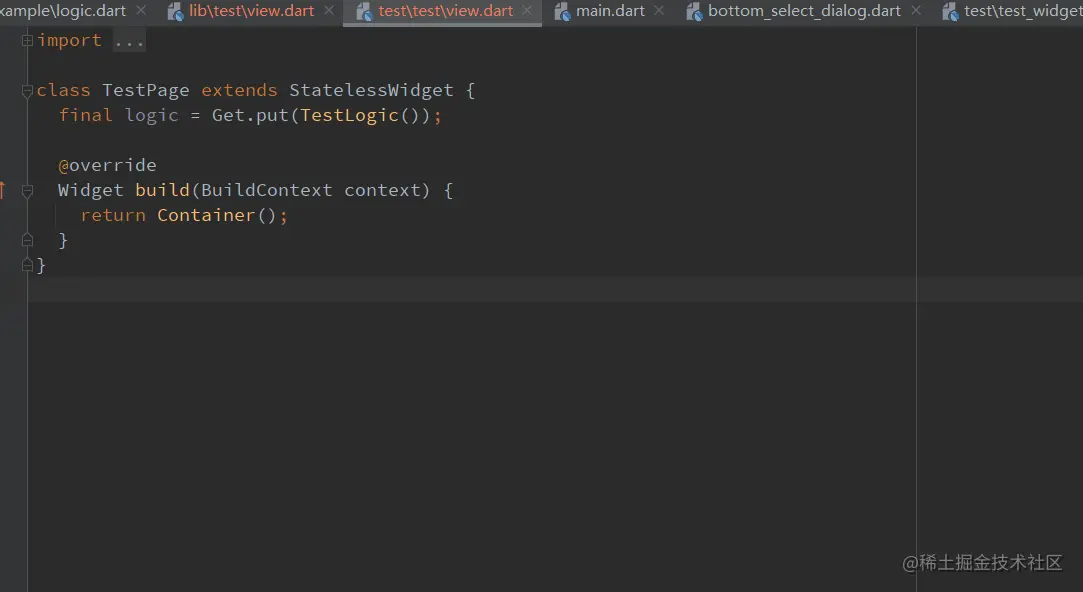 xample\logic.dart lib\test\view.dart test\test\view.dart main.dart bottom_select_dialog.dart test\test_widget
import ...
class TestPage extends StatelessWidget {
final logic = Get.put(TestLogic());
@override
Widget build(BuildContext context) {
return Container();
}
}
@稀土掘金技术社区